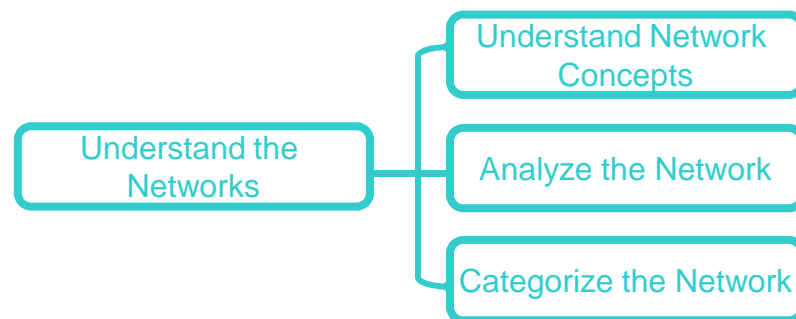 Understand the
Networks
Understand Network
Concepts
Analyze the Network
Categorize the Network